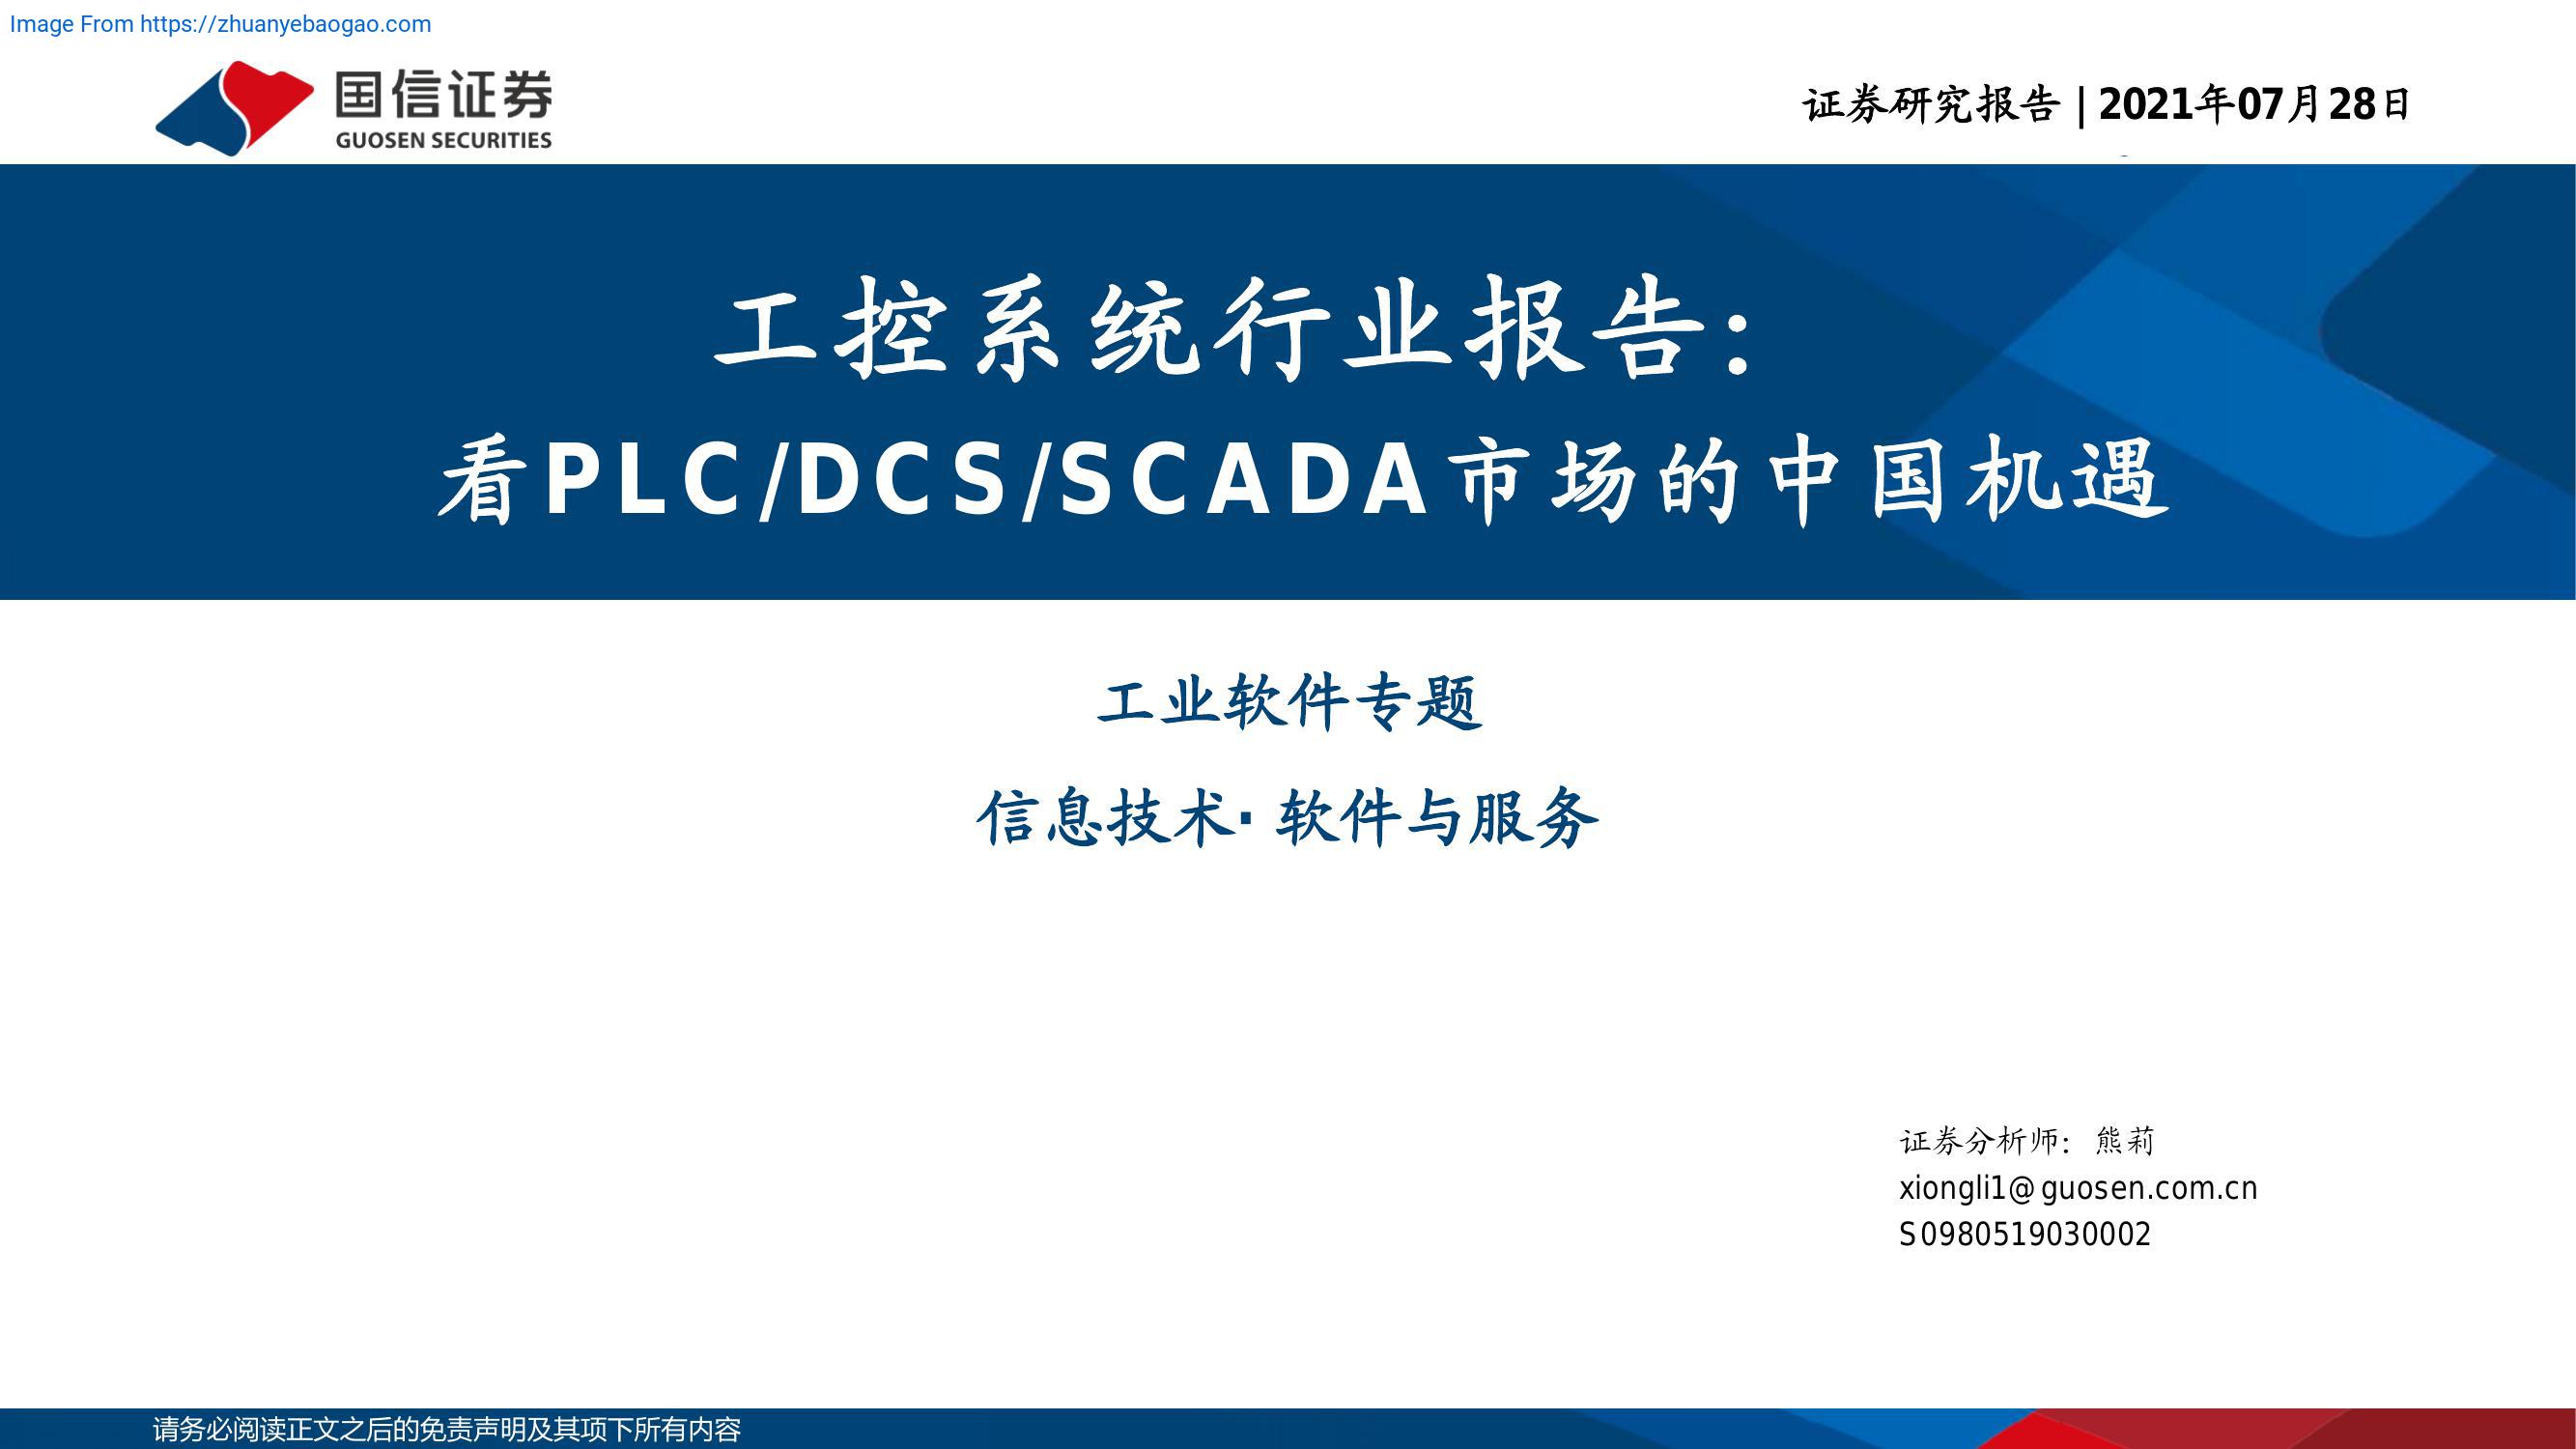 Image From https://zhuanyebaogao.com
国信证券
GUOSEN SECURITIES
证券研究报告 | 2021年07月28日
工控系统行业报告：
看PLC/DCS/SCADA市场的中国机遇
工业软件专题
信息技术· 软件与服务
证券分析师：熊莉
xiongli1@guosen.com.cn
S0980519030002
请务必阅读正文之后的免责声明及其项下所有内容